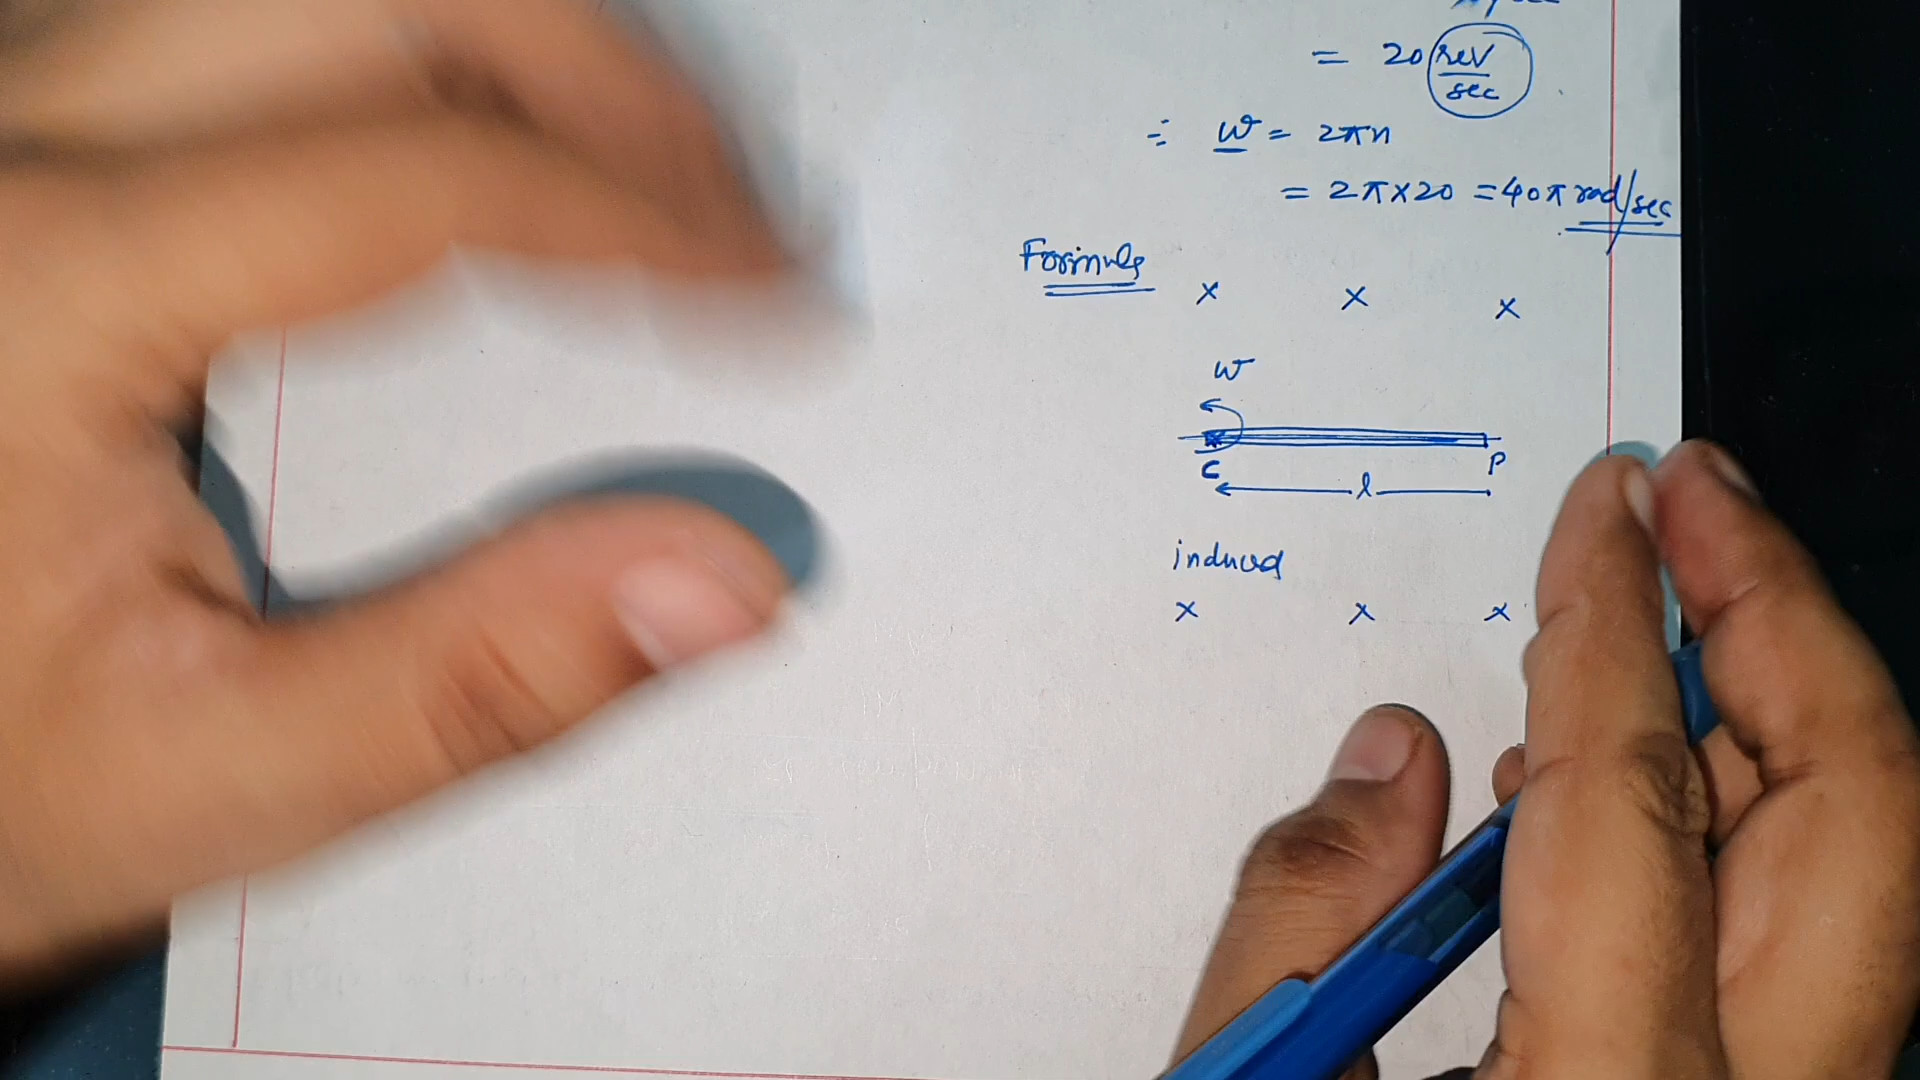 = 20 rev/sec
∴ w = 2πn
= 2π×20 = 40π rad/sec
Formula
× × ×
w
C P
l
induced
× × ×